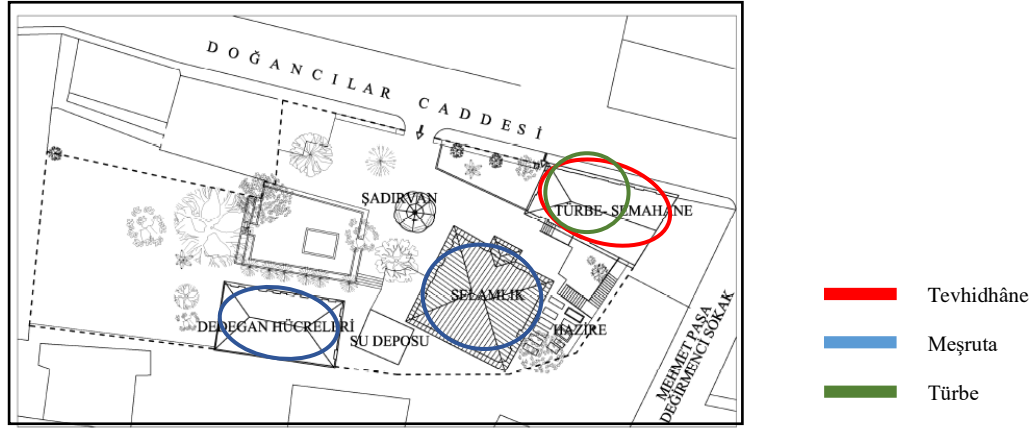 DOĞANCILAR CADDESİ
ŞADIRVAN
TÜRBE- SEMAHANE
SELAMLIK
DEDEGAN HÜCRELERİ
SU DEPOSU
HAZİRE
MEHMET PAŞA
DEĞİRMENCİ SOKAK
Tevhidhâne
Meşruta
Türbe